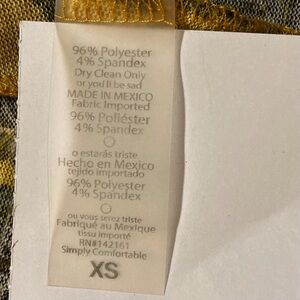 96% Polyester
4% Spandex
Dry Clean Only
or you'll be sad
MADE IN MEXICO
Fabric Imported
96% Poliéster
4% Spandex
o estarás triste
Hecho en Mexico
tejido importado
96% Polyester
4% Spandex
ou vous serez triste
Fabriqué au Mexique
tissu importé
RN#142161
Simply Comfortable
XS